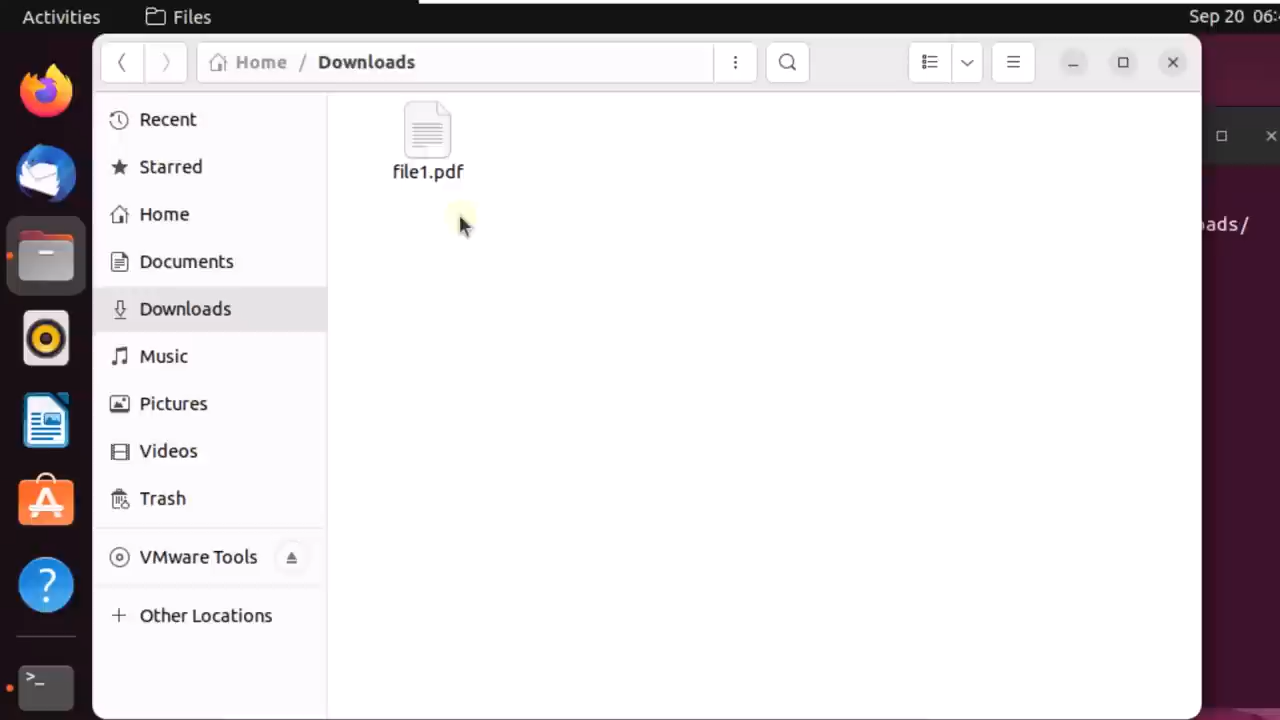 Activities Files Sep 20 06:
Home / Downloads
Recent
file1.pdf
Starred
Home
ads/
Documents
Downloads
Music
Pictures
Videos
Trash
VMware Tools
Other Locations
>_